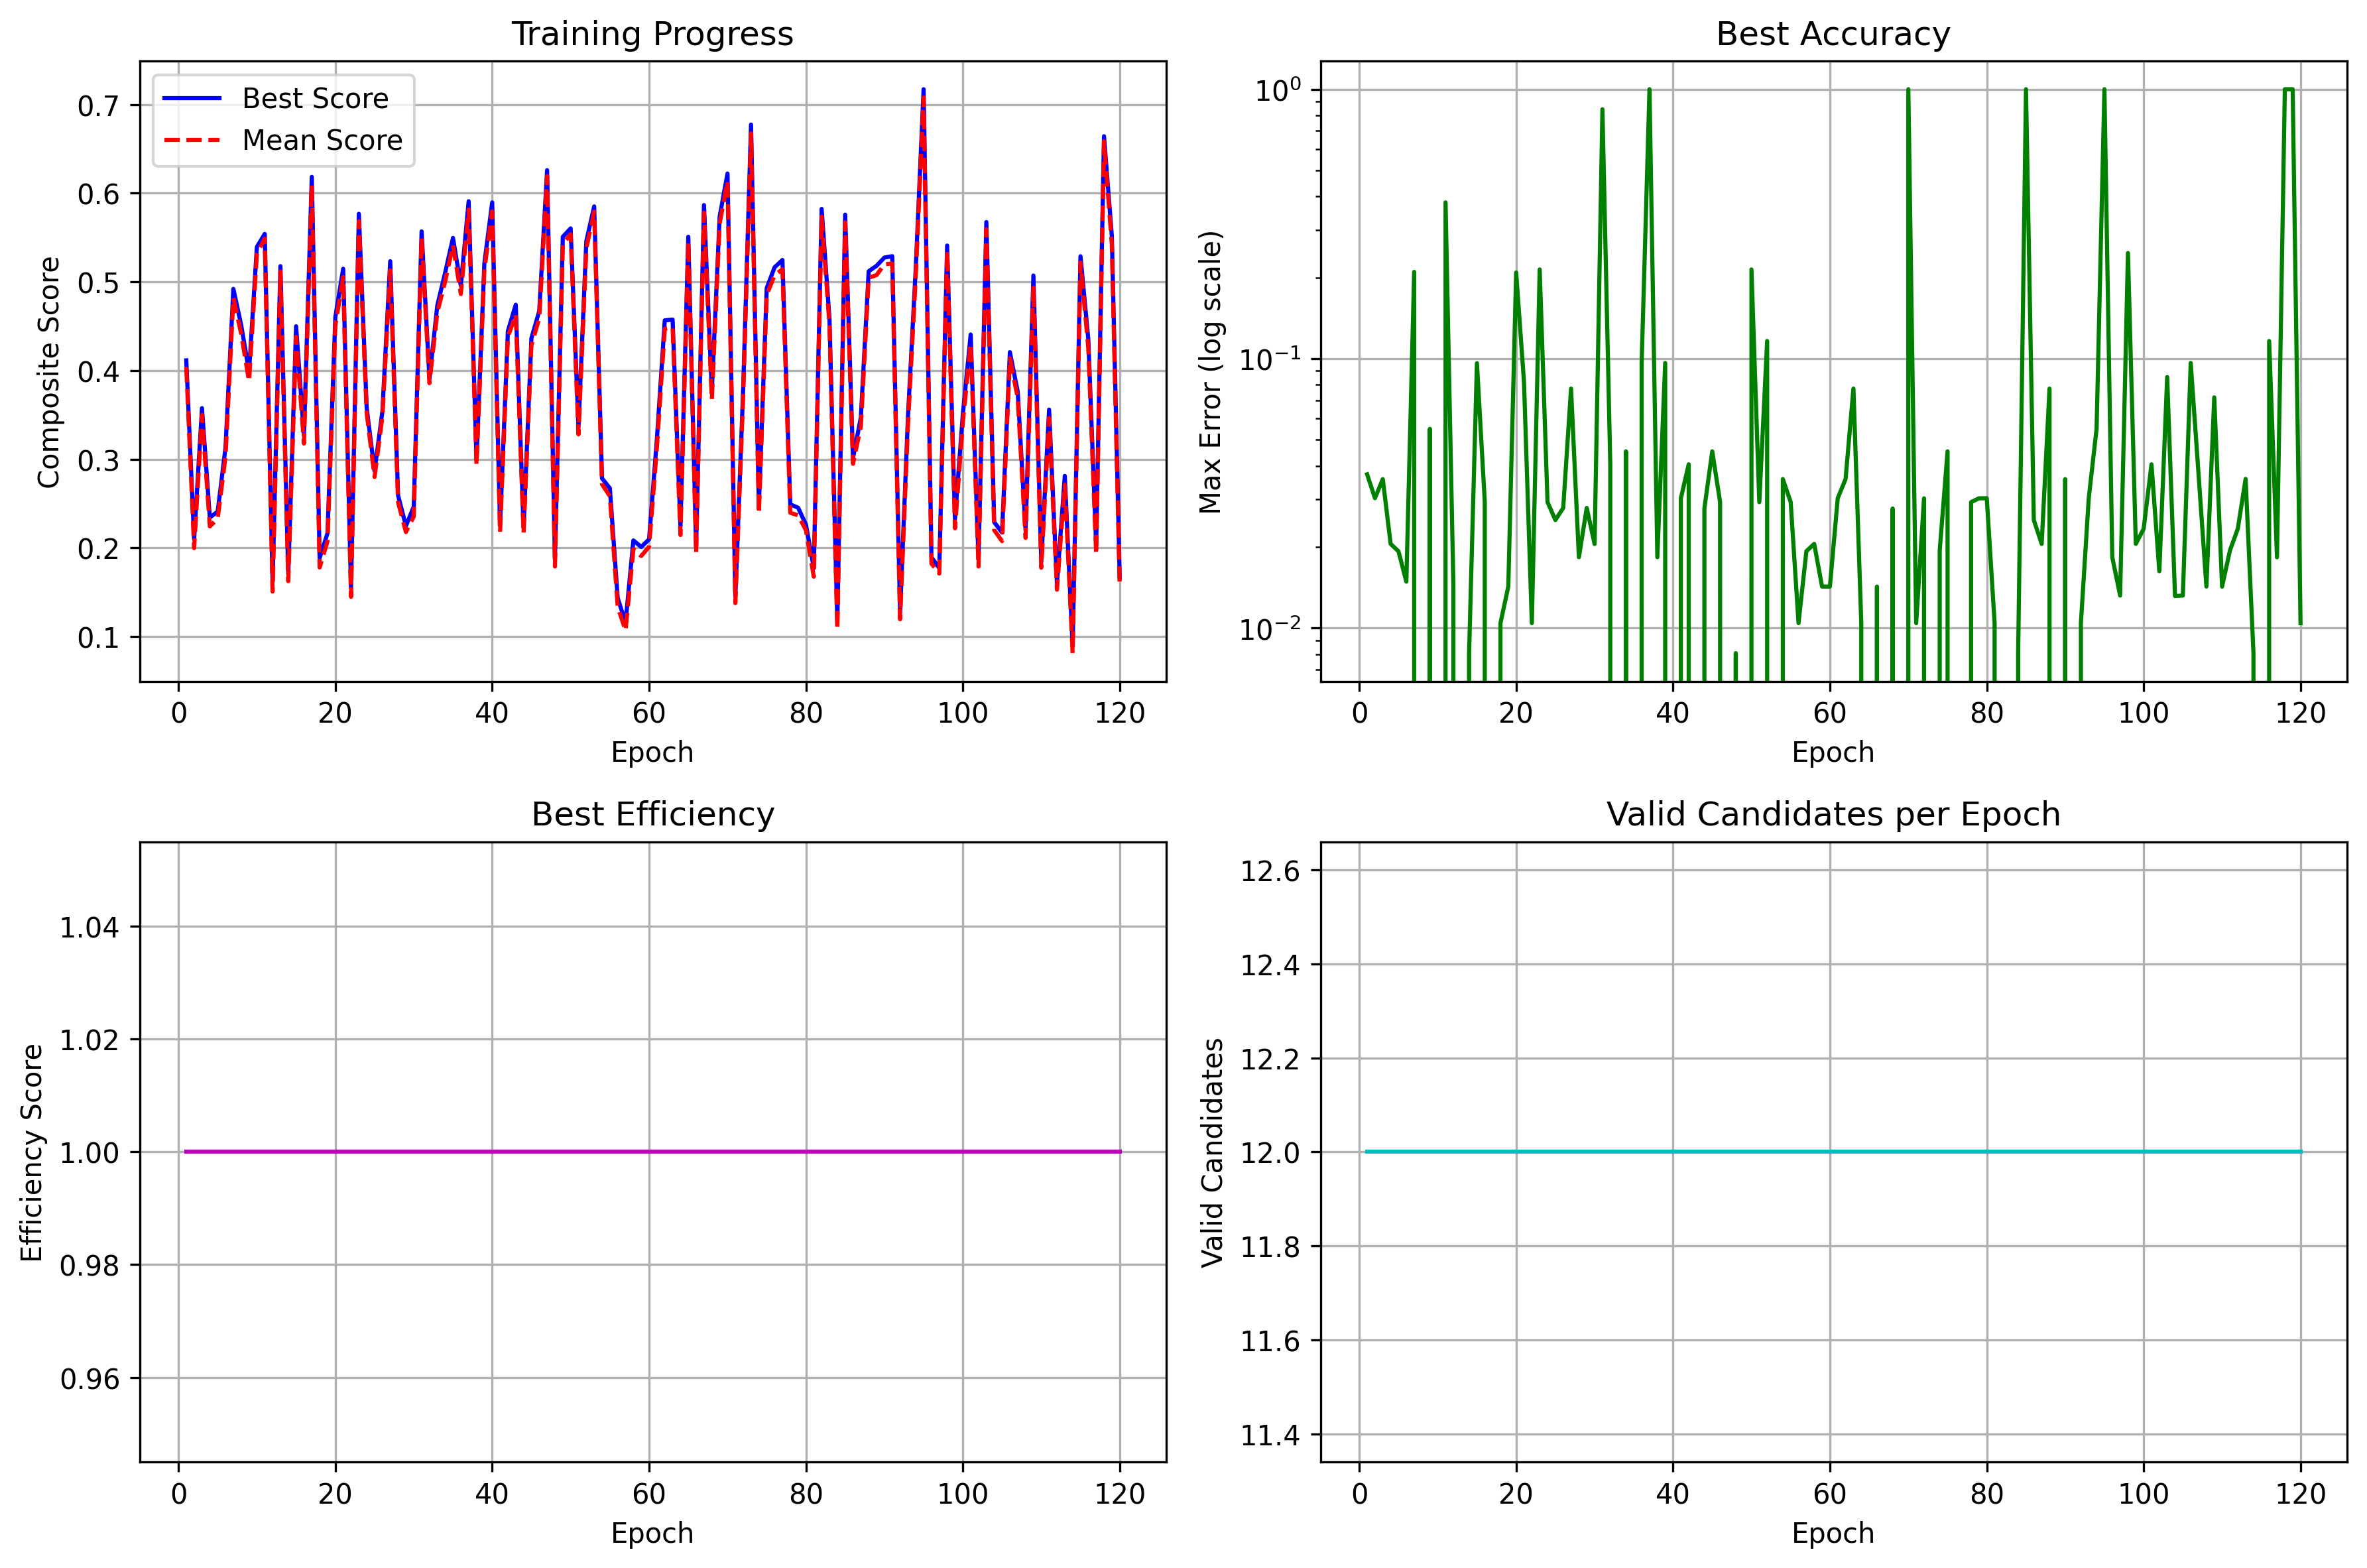 Training Progress
Best Score
Mean Score
Composite Score
0.7
0.6
0.5
0.4
0.3
0.2
0.1
0 20 40 60 80 100 120
Epoch
Best Accuracy
Max Error (log scale)
10⁰
10⁻¹
10⁻²
0 20 40 60 80 100 120
Epoch
Best Efficiency
Efficiency Score
1.04
1.02
1.00
0.98
0.96
0 20 40 60 80 100 120
Epoch
Valid Candidates per Epoch
Valid Candidates
12.6
12.4
12.2
12.0
11.8
11.6
11.4
0 20 40 60 80 100 120
Epoch